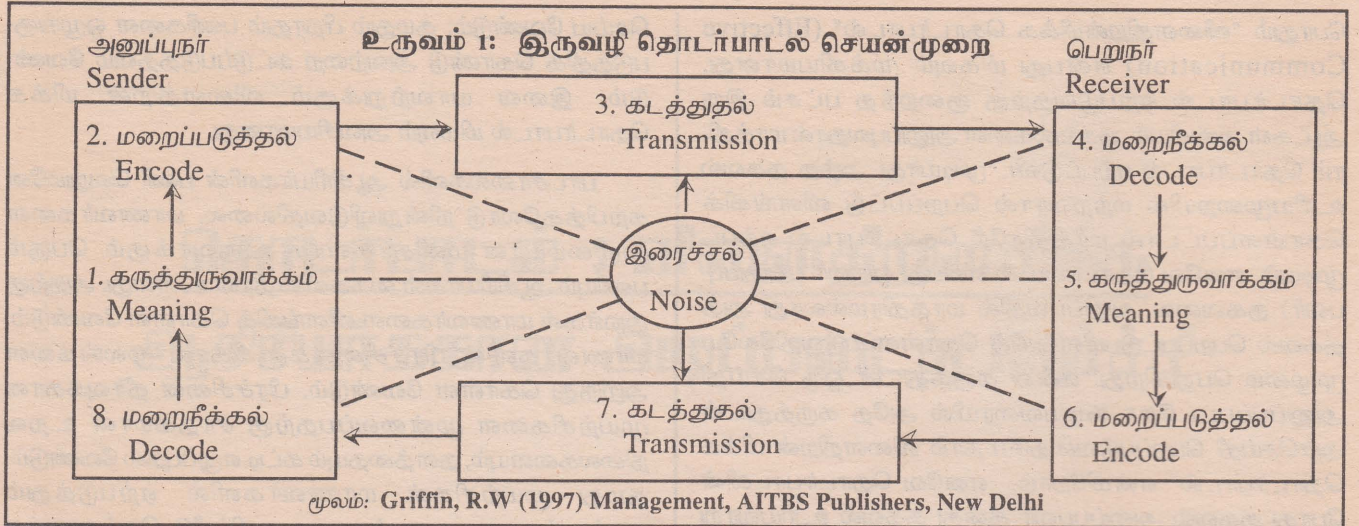 உருவம் 1: இருவழி தொடர்பாடல் செயன்முறை
அனுப்புநர்
Sender
பெறுநர்
Receiver
1. கருத்துருவாக்கம்
Meaning
2. மறைப்படுத்தல்
Encode
3. கடத்துதல்
Transmission
4. மறைநீக்கல்
Decode
5. கருத்துருவாக்கம்
Meaning
6. மறைப்படுத்தல்
Encode
7. கடத்துதல்
Transmission
8. மறைநீக்கல்
Decode
இரைச்சல்
Noise
மூலம்: Griffin, R.W (1997) Management, AITBS Publishers, New Delhi